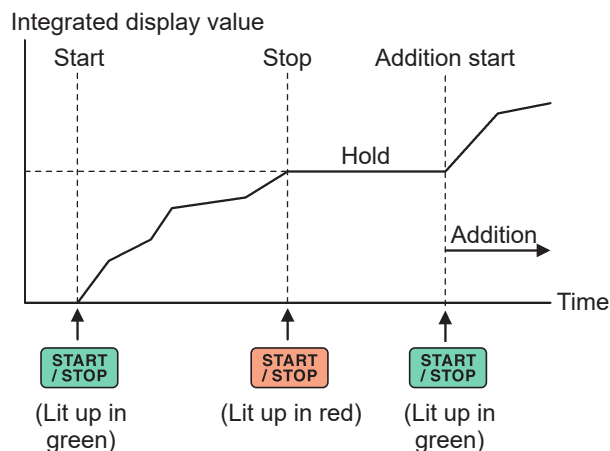 Integrated display value
Start
Stop
Addition start
Hold
Addition
Time
START
/ STOP
START
/ STOP
START
/ STOP
(Lit up in
green)
(Lit up in red)
(Lit up in
green)